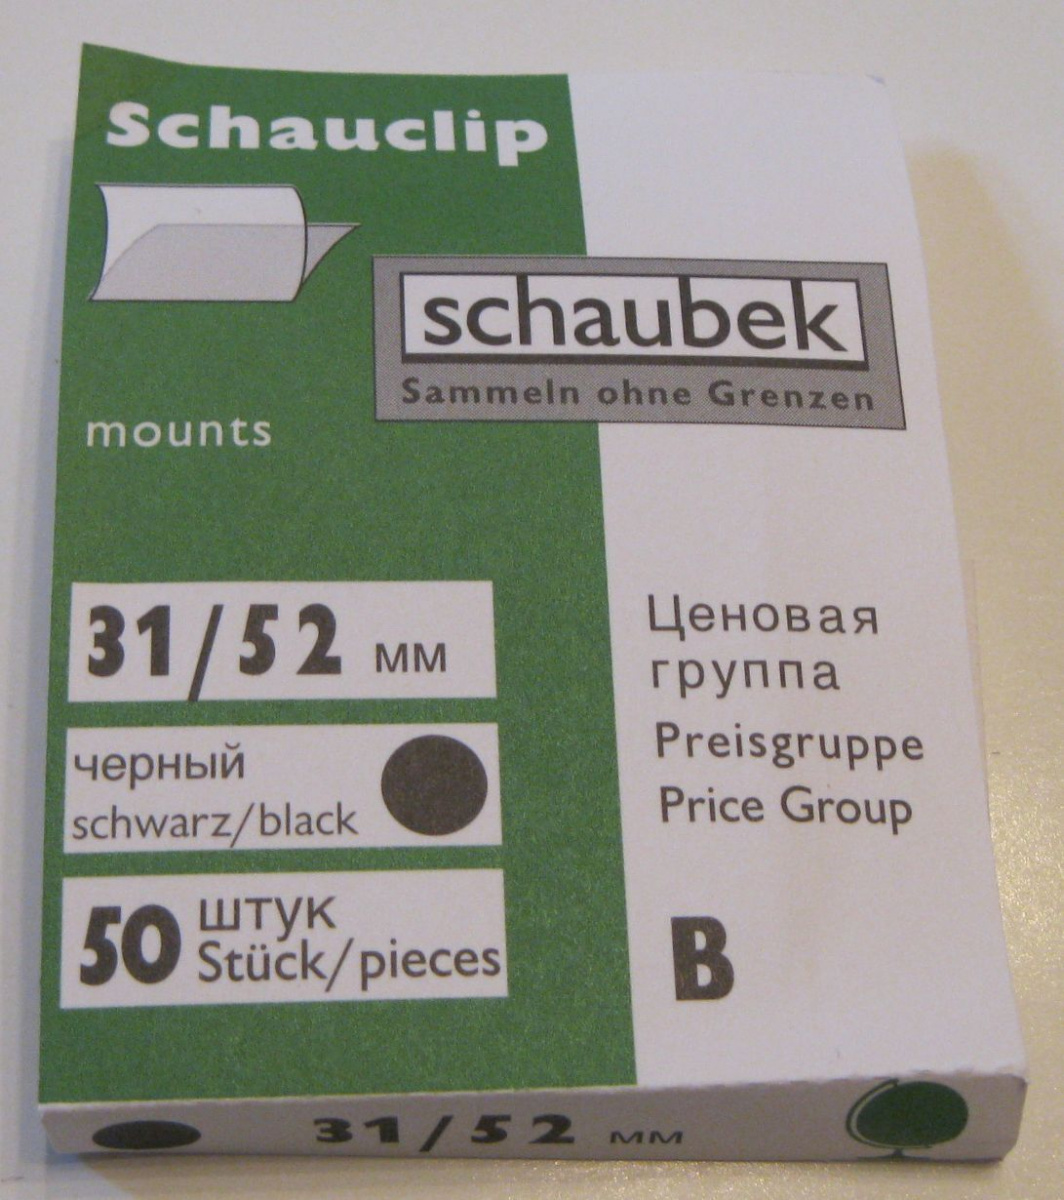 Schauclip
schaubek
Sammeln ohne Grenzen
mounts
31/52 мм
черный
schwarz/black
50 штук
Stück/pieces
Ценовая
группа
Preisgruppe
Price Group
B
31/52 мм